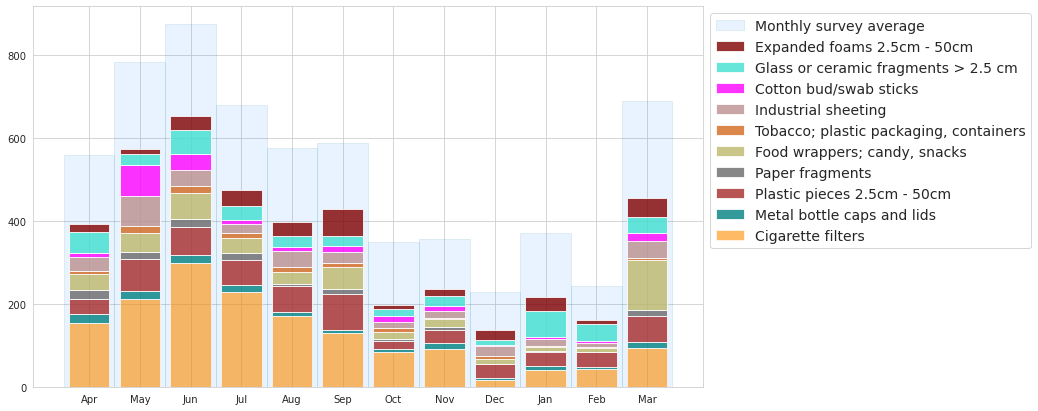 800
600
400
200
0
Apr May Jun Jul Aug Sep Oct Nov Dec Jan Feb Mar
Monthly survey average
Expanded foams 2.5cm - 50cm
Glass or ceramic fragments > 2.5 cm
Cotton bud/swab sticks
Industrial sheeting
Tobacco; plastic packaging, containers
Food wrappers; candy, snacks
Paper fragments
Plastic pieces 2.5cm - 50cm
Metal bottle caps and lids
Cigarette filters